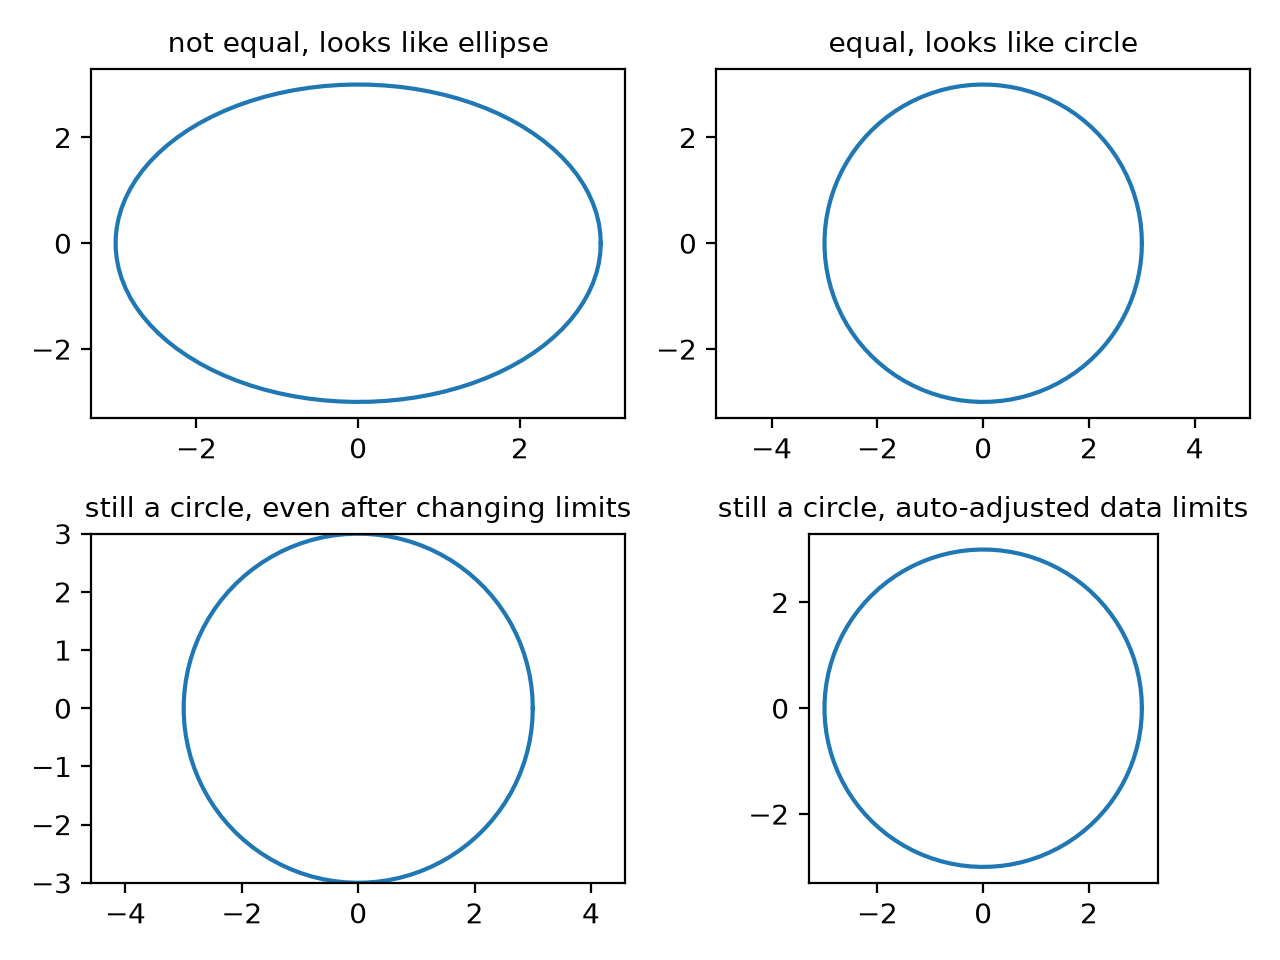 not equal, looks like ellipse
2
0
−2
−2 0 2
equal, looks like circle
2
0
−2
−4 −2 0 2 4
still a circle, even after changing limits
3
2
1
0
−1
−2
−3
−4 −2 0 2 4
still a circle, auto-adjusted data limits
2
0
−2
−2 0 2